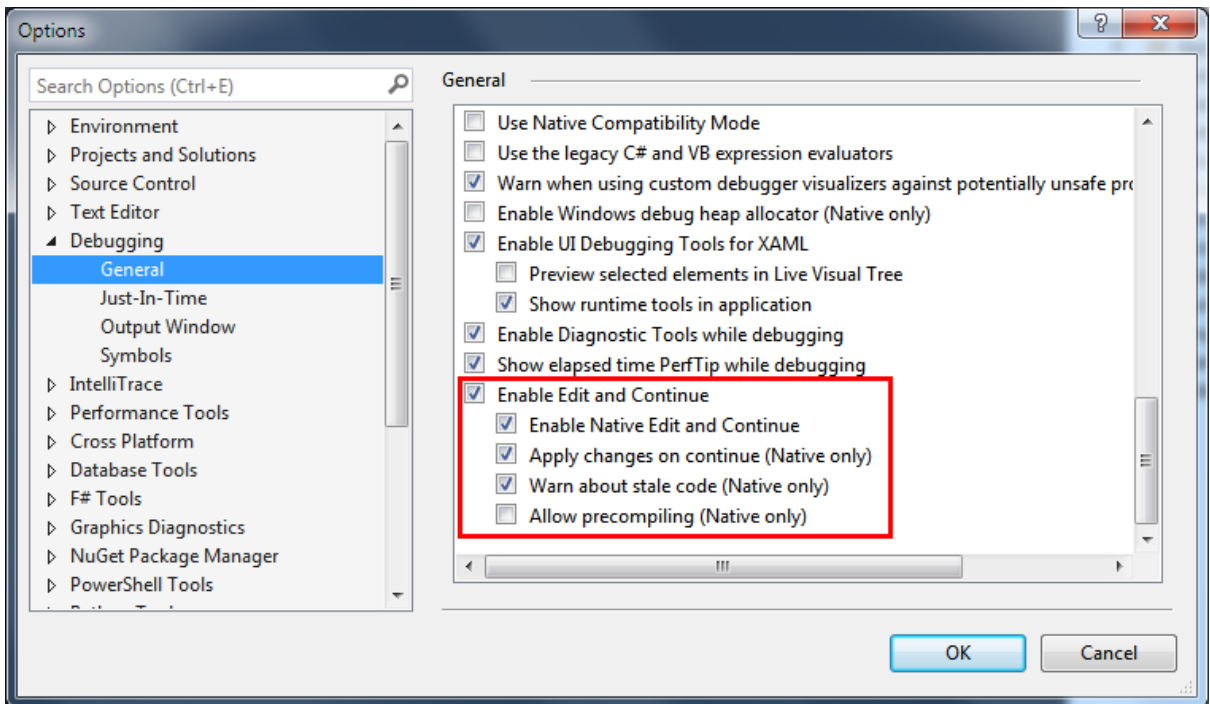 Options
Search Options (Ctrl+E)
Environment
Projects and Solutions
Source Control
Text Editor
Debugging
General
Just-In-Time
Output Window
Symbols
IntelliTrace
Performance Tools
Cross Platform
Database Tools
F# Tools
Graphics Diagnostics
NuGet Package Manager
PowerShell Tools
General
Use Native Compatibility Mode
Use the legacy C# and VB expression evaluators
Warn when using custom debugger visualizers against potentially unsafe pro
Enable Windows debug heap allocator (Native only)
Enable UI Debugging Tools for XAML
Preview selected elements in Live Visual Tree
Show runtime tools in application
Enable Diagnostic Tools while debugging
Show elapsed time PerfTip while debugging
Enable Edit and Continue
Enable Native Edit and Continue
Apply changes on continue (Native only)
Warn about stale code (Native only)
Allow precompiling (Native only)
OK
Cancel